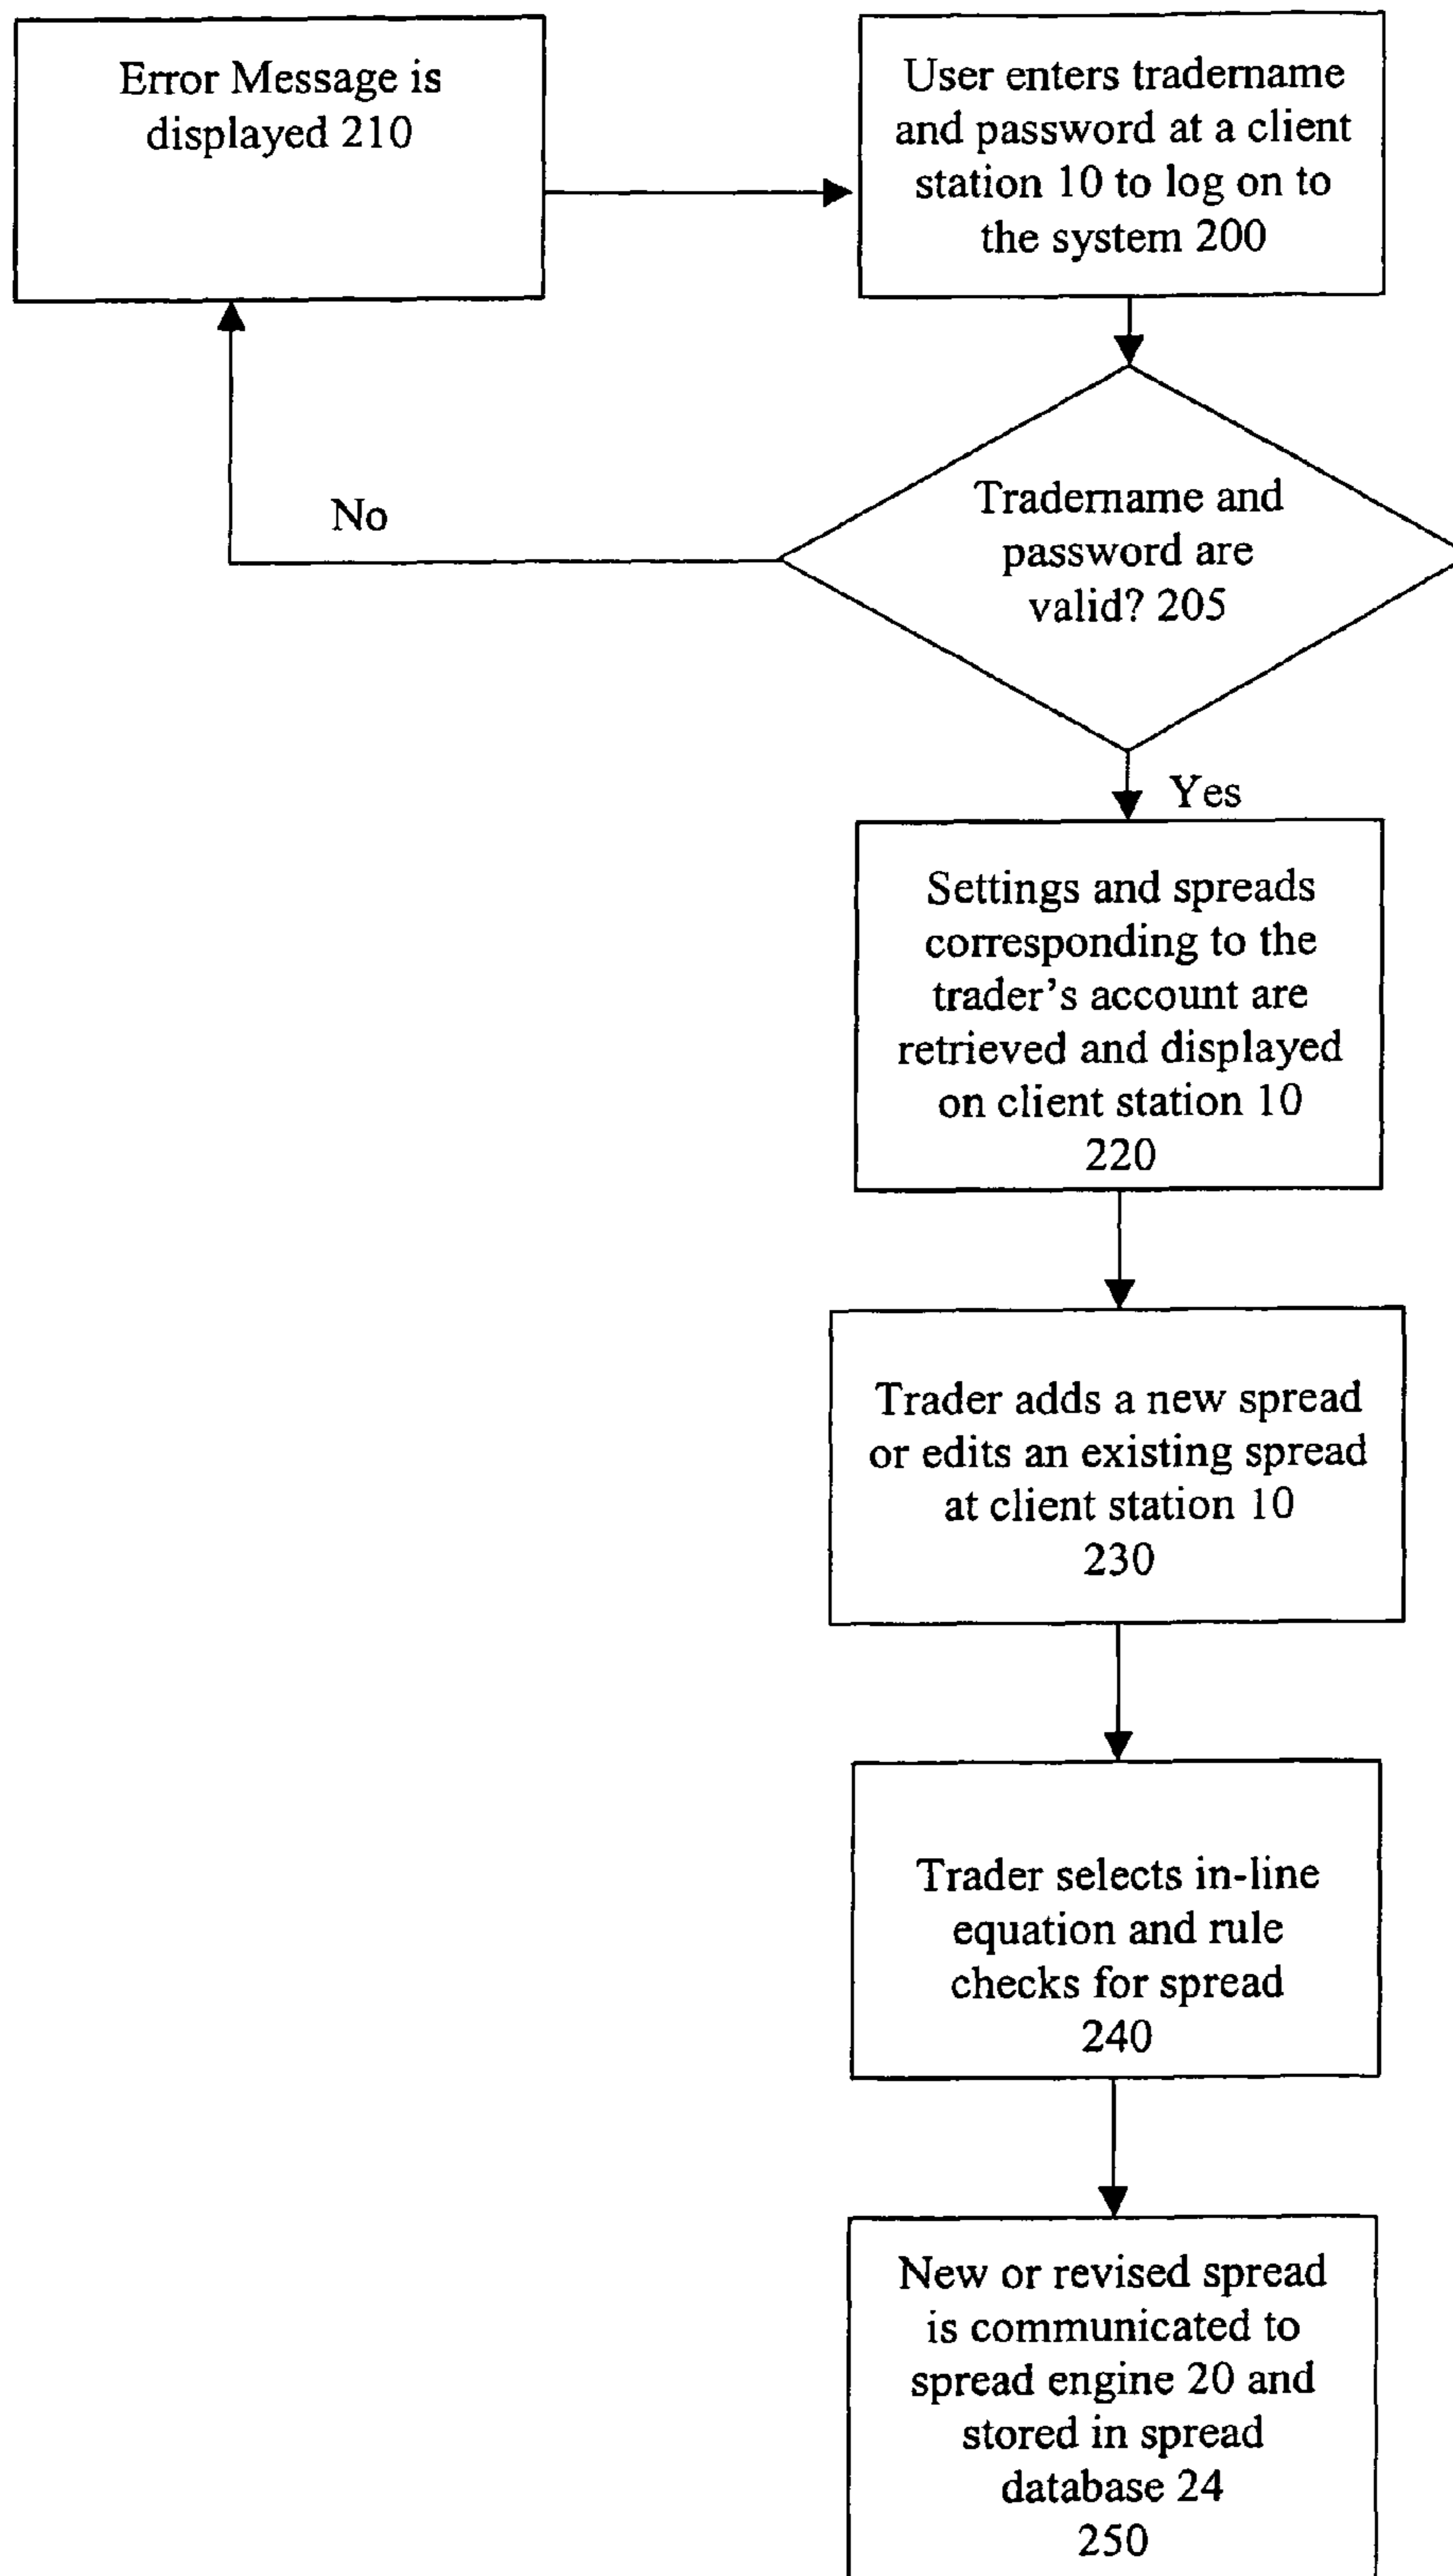 Error Message is
displayed 210
User enters tradername
and password at a client
station 10 to log on to
the system 200
No
Tradername and
password are
valid? 205
Yes
Settings and spreads
corresponding to the
trader’s account are
retrieved and displayed
on client station 10
220
Trader adds a new spread
or edits an existing spread
at client station 10
230
Trader selects in-line
equation and rule
checks for spread
240
New or revised spread
is communicated to
spread engine 20 and
stored in spread
database 24
250